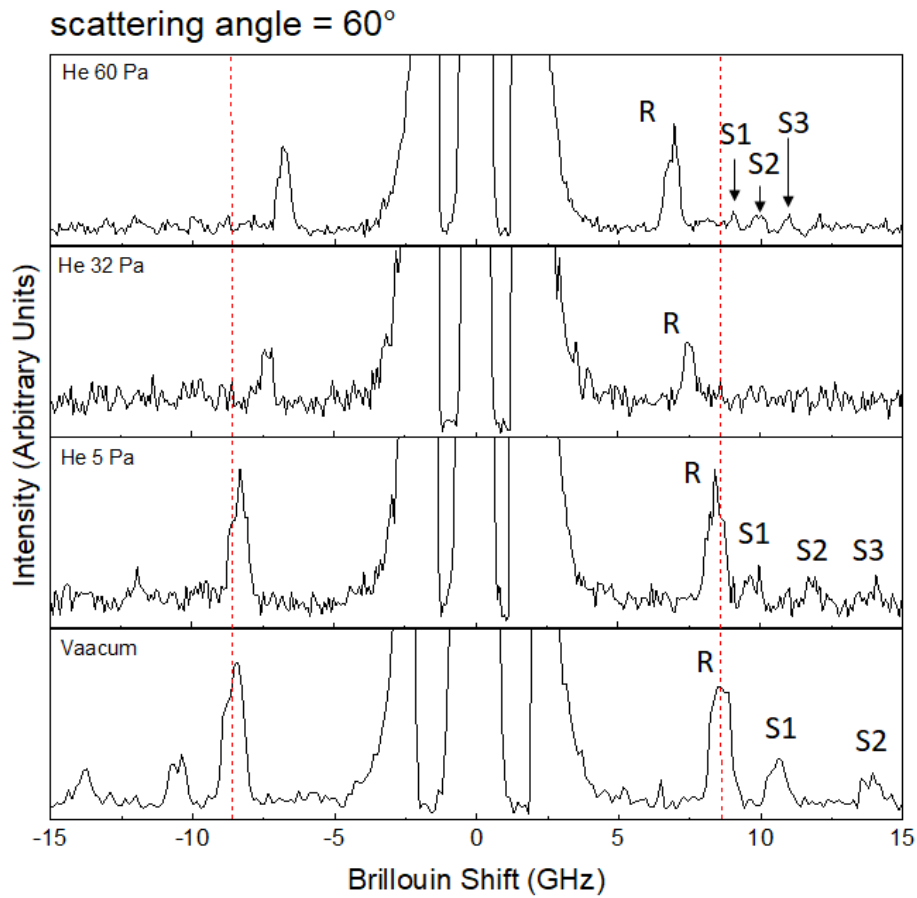 scattering angle = 60°
He 60 Pa
R
S1
S2
S3
He 32 Pa
R
He 5 Pa
R
S1
S2
S3
Vaacum
R
S1
S2
-15 -10 -5 0 5 10 15
Brillouin Shift (GHz)
Intensity (Arbitrary Units)